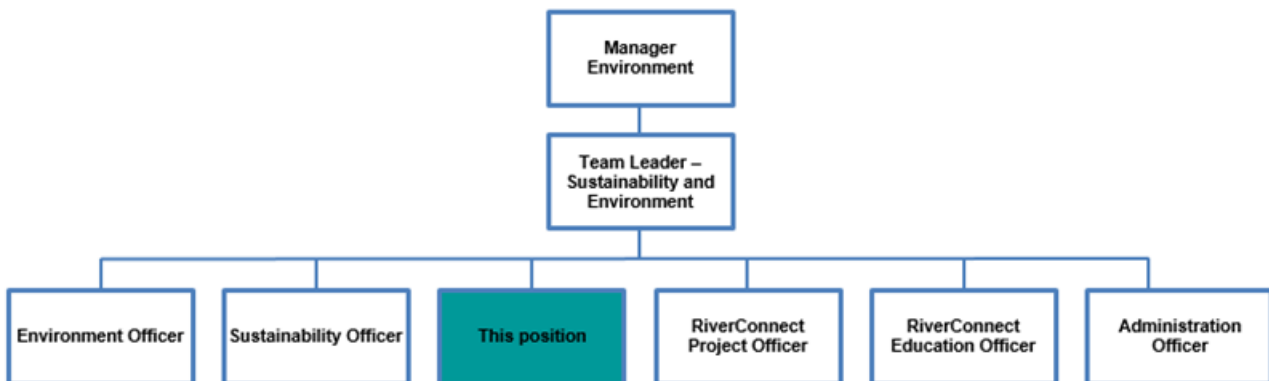 Manager
Environment
Team Leader –
Sustainability and
Environment
Environment Officer
Sustainability Officer
This position
RiverConnect
Project Officer
RiverConnect
Education Officer
Administration
Officer